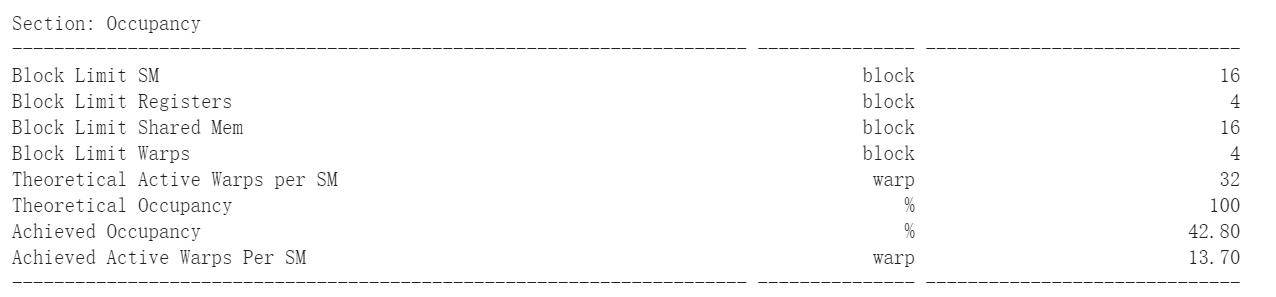 Section: Occupancy
---------------------------------------------------------------------- --------------- ------------------------------
Block Limit SM block 16
Block Limit Registers block 4
Block Limit Shared Mem block 16
Block Limit Warps block 4
Theoretical Active Warps per SM warp 32
Theoretical Occupancy % 100
Achieved Occupancy % 42.80
Achieved Active Warps Per SM warp 13.70
---------------------------------------------------------------------- --------------- ------------------------------